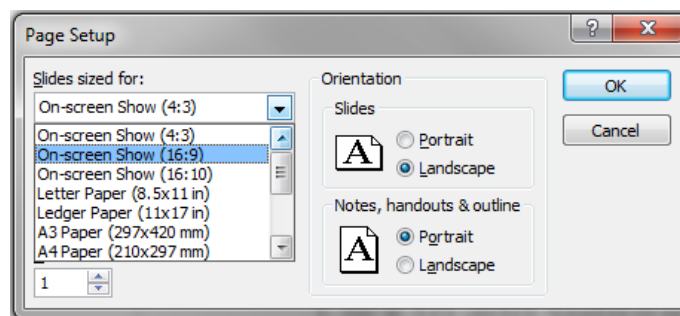 Page Setup
Slides sized for:
On-screen Show (4:3)
On-screen Show (4:3)
On-screen Show (16:9)
On-screen Show (16:10)
Letter Paper (8.5x11 in)
Ledger Paper (11x17 in)
A3 Paper (297x420 mm)
A4 Paper (210x297 mm)
1
Orientation
Slides
A
Portrait
Landscape
Notes, handouts & outline
A
Portrait
Landscape
OK
Cancel